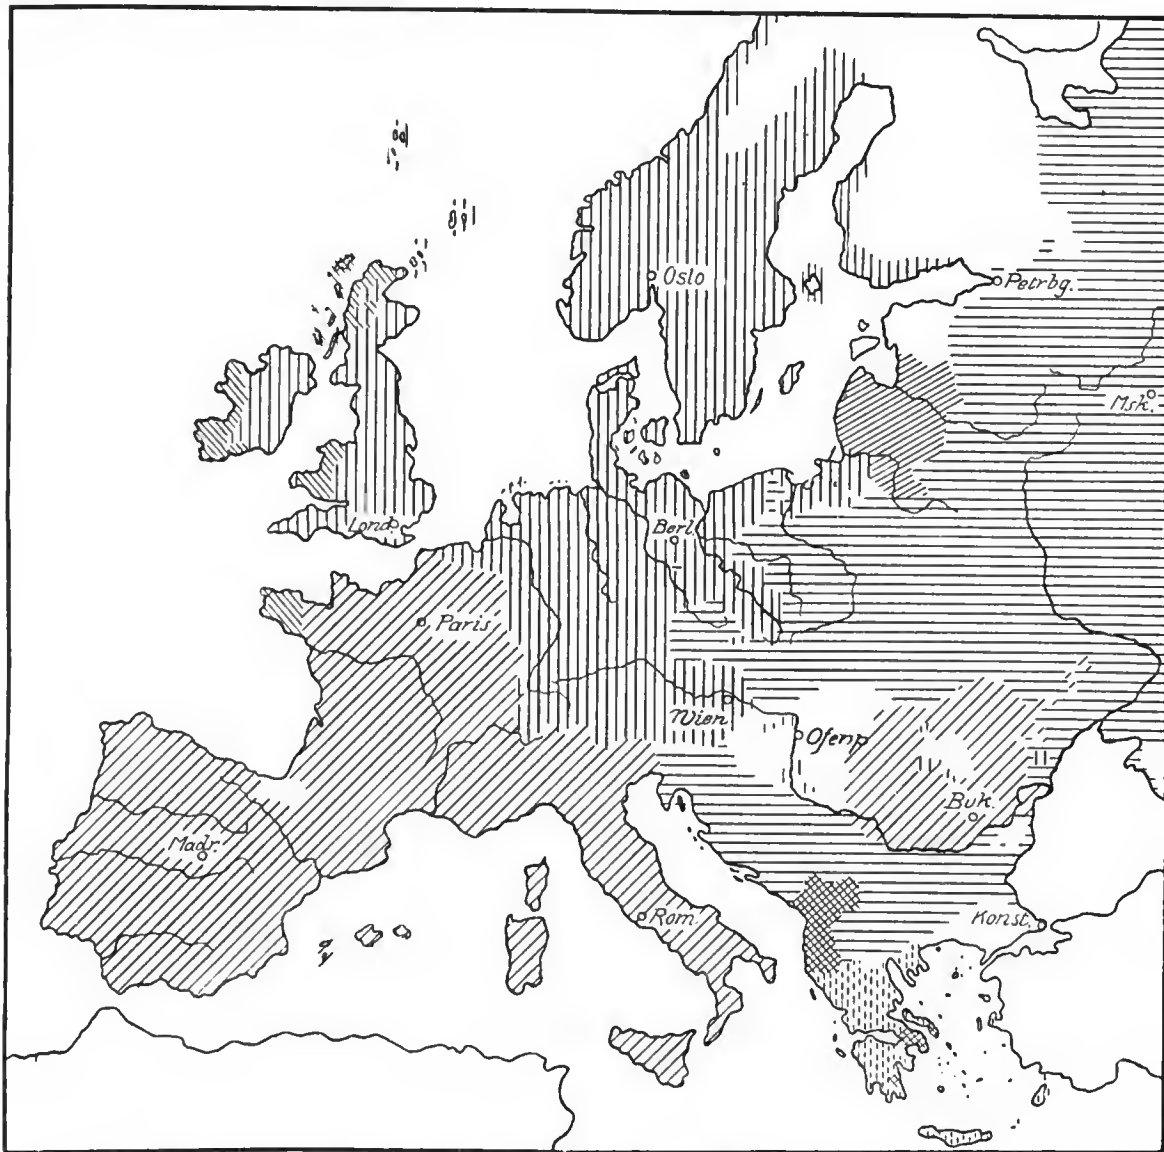 Oslo
Petrbg.
Msk.
Lond.
Berl.
Paris
Wien
Ofenp.
Buk.
Madr.
Rom.
Konst.